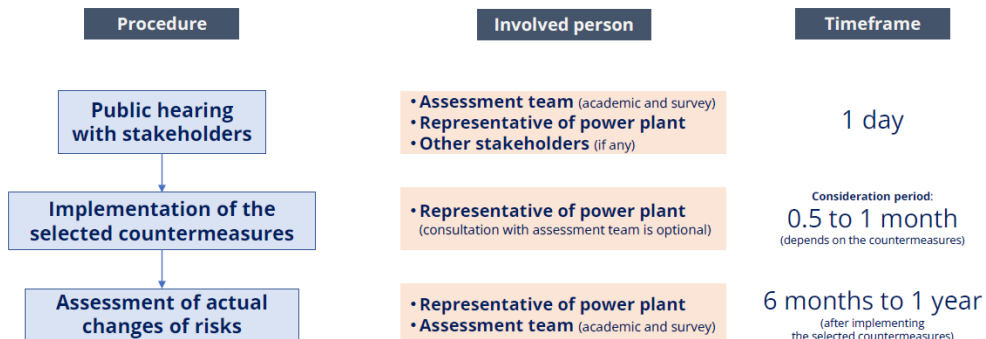 Procedure
Involved person
Timeframe
Public hearing
with stakeholders
• Assessment team (academic and survey)
• Representative of power plant
• Other stakeholders (if any)
1 day
Implementation of the
selected countermeasures
• Representative of power plant
(consultation with assessment team is optional)
Consideration period:
0.5 to 1 month
(depends on the countermeasures)
Assessment of actual
changes of risks
• Representative of power plant
• Assessment team (academic and survey)
6 months to 1 year
(after implementing
the selected countermeasures)